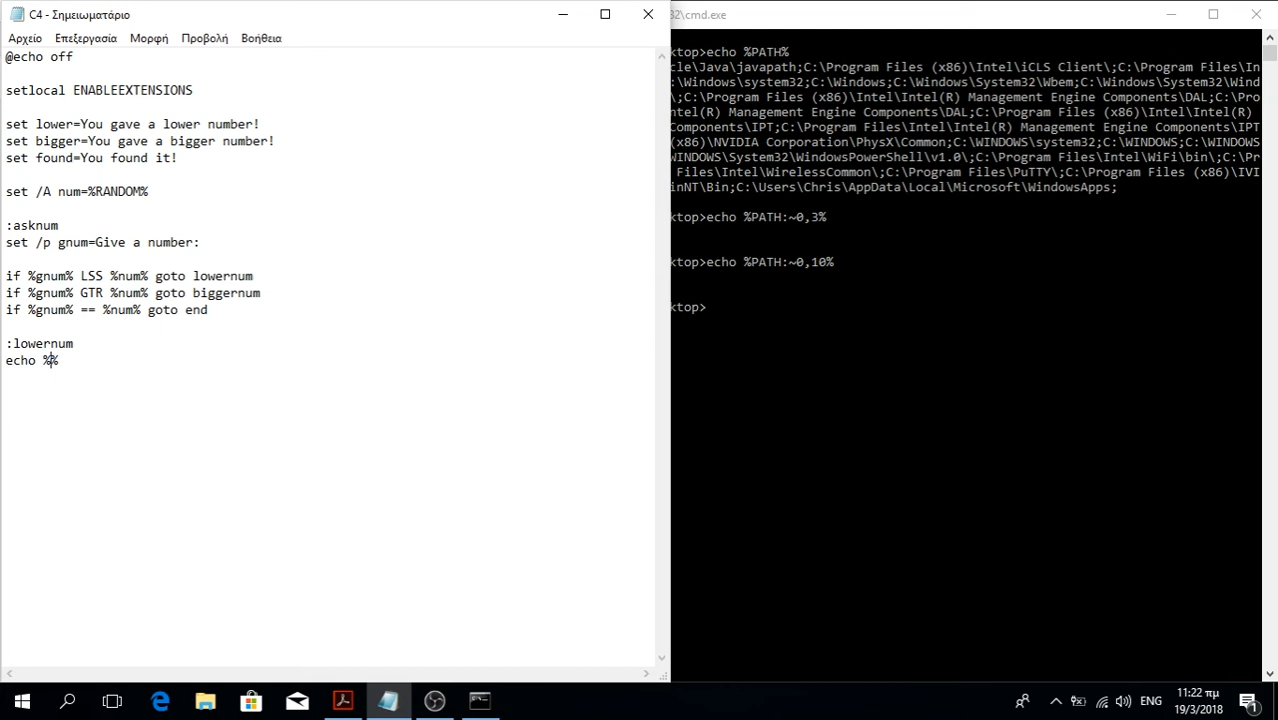 C4 - Σημειωματάριο
Αρχείο Επεξεργασία Μορφή Προβολή Βοήθεια
@echo off
setlocal ENABLEEXTENSIONS
set lower=You gave a lower number!
set bigger=You gave a bigger number!
set found=You found it!
set /A num=%RANDOM%
:asknum
set /p gnum=Give a number:
if %gnum% LSS %num% goto lowernum
if %gnum% GTR %num% goto biggernum
if %gnum% == %num% goto end
:lowernum
echo %%
32\cmd.exe
ktop>echo %PATH%
cle\Java\javapath;C:\Program Files (x86)\Intel\iCLS Client\;C:\Program Files\In
:\Windows\system32;C:\Windows;C:\Windows\System32\Wbem;C:\Windows\System32\Wind
\;C:\Program Files (x86)\Intel\Intel(R) Management Engine Components\DAL;C:\Pro
ntel(R) Management Engine Components\DAL;C:\Program Files (x86)\Intel\Intel(R)
Components\IPT;C:\Program Files\Intel\Intel(R) Management Engine Components\IPT
(x86)\NVIDIA Corporation\PhysX\Common;C:\WINDOWS\system32;C:\WINDOWS;C:\WINDOWS
WINDOWS\System32\WindowsPowerShell\v1.0\;C:\Program Files\Intel\WiFi\bin\;C:\Pr
Files\Intel\WirelessCommon\;C:\Program Files\PuTTY\;C:\Program Files (x86)\IVI
inNT\Bin;C:\Users\Chris\AppData\Local\Microsoft\WindowsApps;
ktop>echo %PATH:~0,3%
ktop>echo %PATH:~0,10%
ktop>
ENG
11:22 πμ
19/3/2018
1